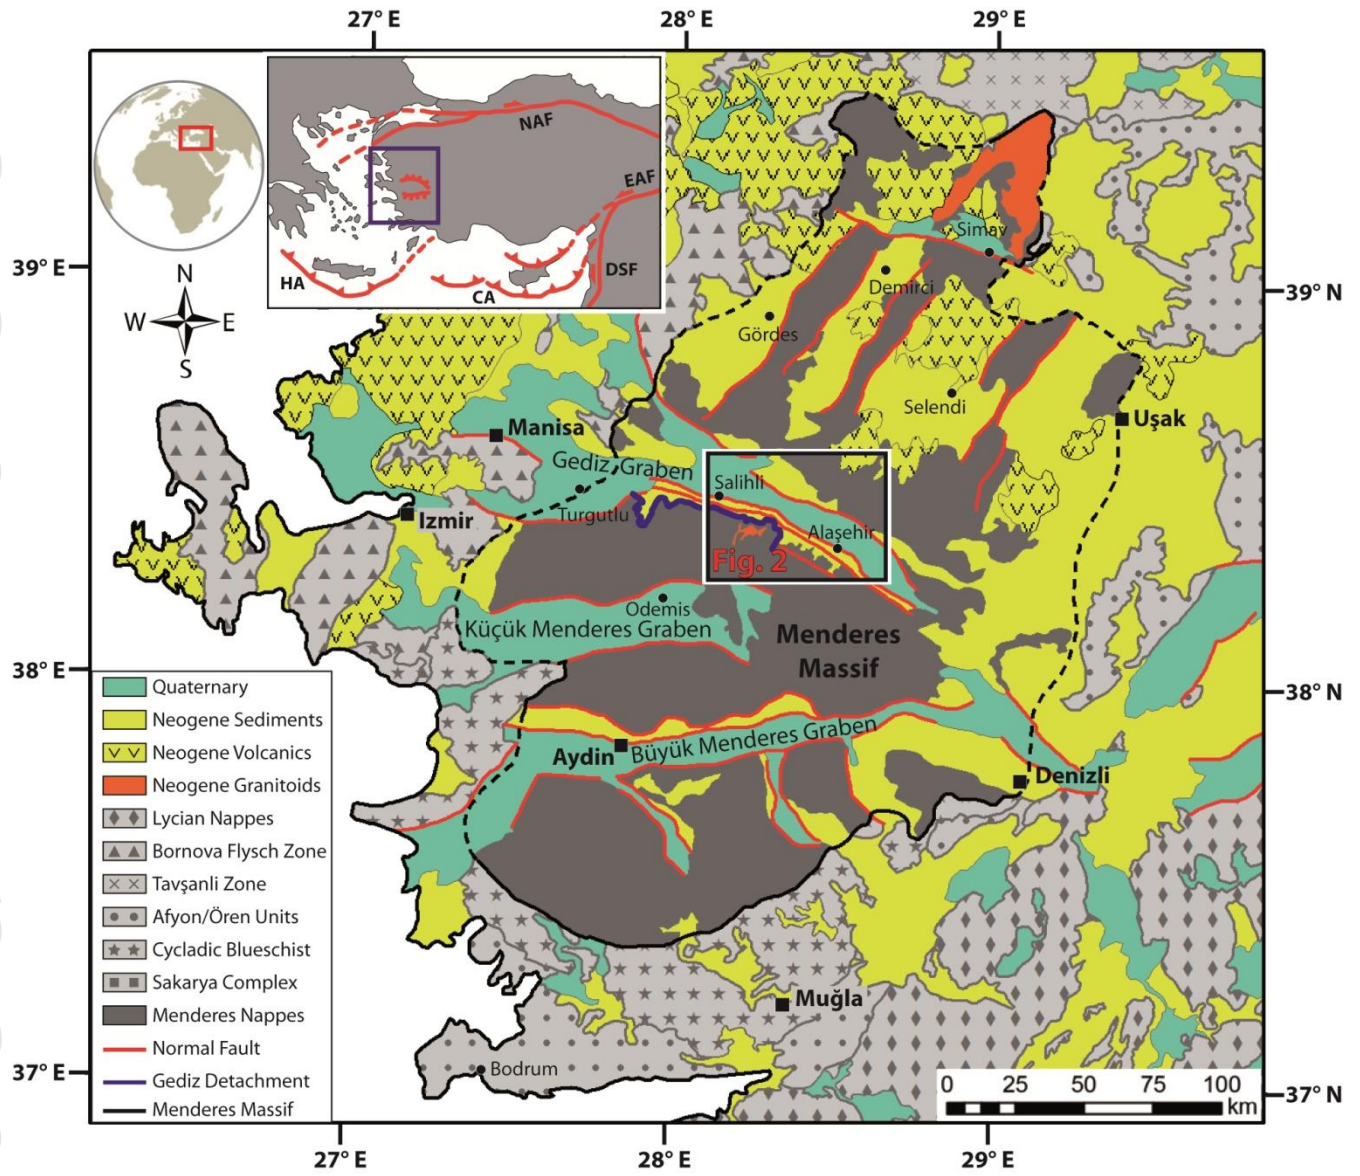 27° E
28° E
29° E
NAF
EAF
DSF
HA
CA
39° E
39° N
N
W
E
S
Simav
Demirci
Gördes
Selendi
Uşak
Manisa
Gediz Graben
Salihli
Turgutlu
Izmir
Alaşehir
Fig. 2
Odemis
Küçük Menderes Graben
Menderes
Massif
38° E
38° N
Quaternary
Neogene Sediments
Neogene Volcanics
Neogene Granitoids
Lycian Nappes
Bornova Flysch Zone
Tavşanli Zone
Afyon/Ören Units
Cycladic Blueschist
Sakarya Complex
Menderes Nappes
Normal Fault
Gediz Detachment
Menderes Massif
Aydin
Büyük Menderes Graben
Denizli
Muğla
Bodrum
37° E
37° N
0 25 50 75 100
km
27° E
28° E
29° E